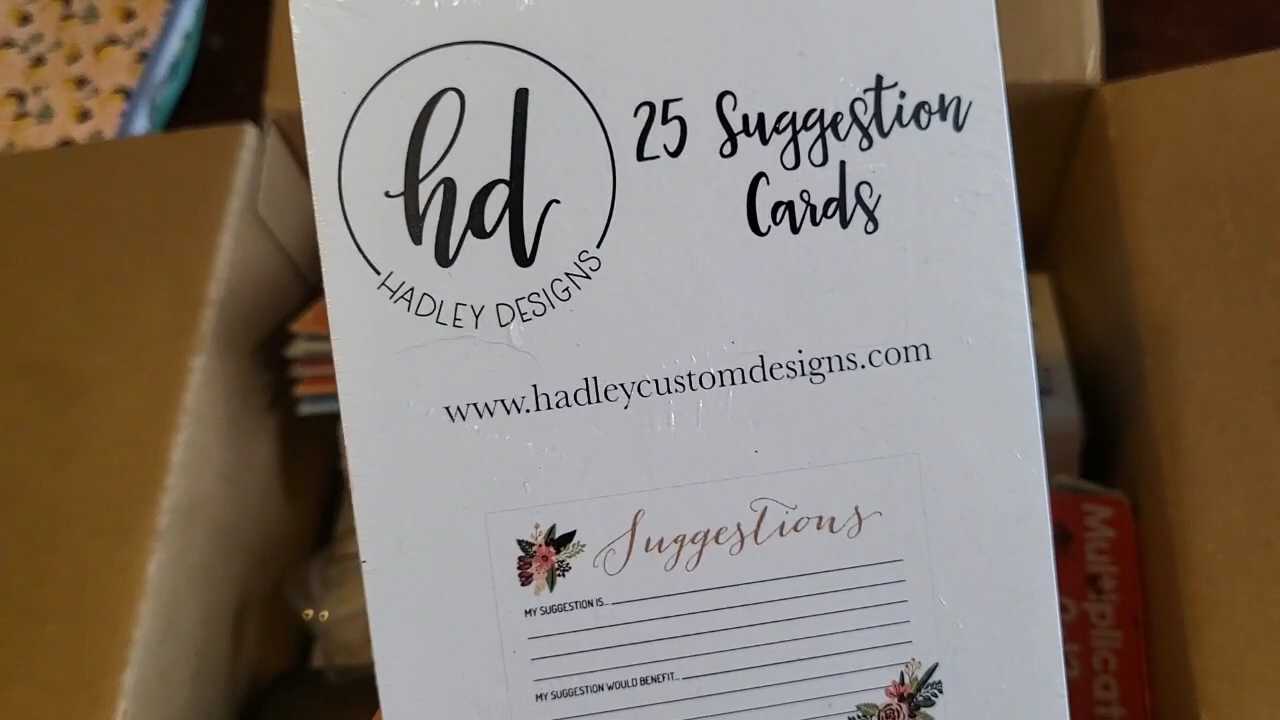 hd
HADLEY DESIGNS
25 Suggestion
Cards
www.hadleycustomdesigns.com
Suggestions
MY SUGGESTION IS...
MY SUGGESTION WOULD BENEFIT...